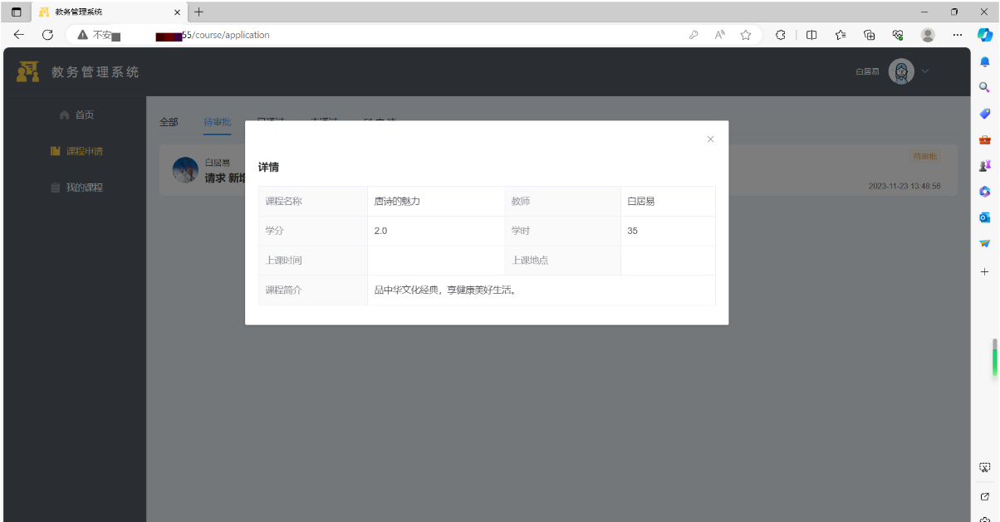 教务管理系统
不安
55/course/application
教务管理系统
白居易
首页
课程申请
我的课程
全部 待审批
白居易
请求 新增
待审批
2023-11-23 13:48:56
详情
课程名称 唐诗的魅力 教师 白居易
学分 2.0 学时 35
上课时间 上课地点
课程简介 品中华文化经典，享健康美好生活。